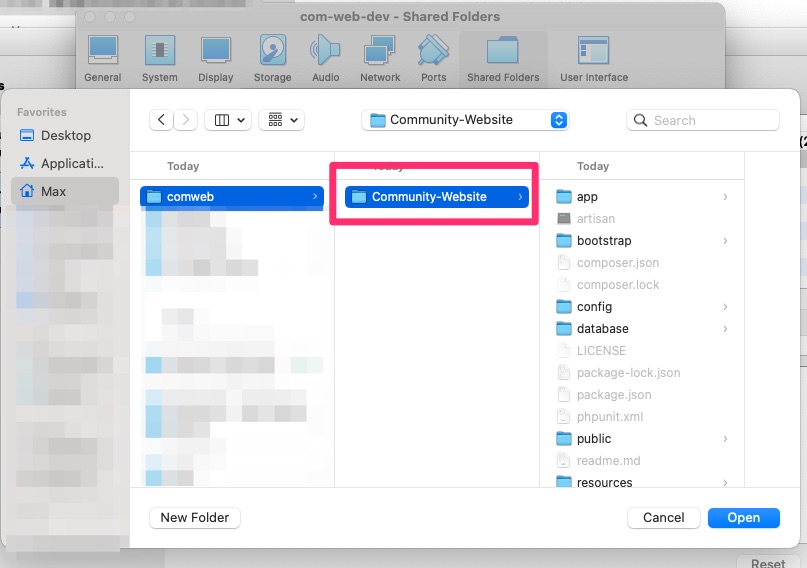 com-web-dev - Shared Folders
General System Display Storage Audio Network Ports Shared Folders User Interface
Favorites
Desktop
Applicati...
Max
Community-Website
Search
Today Today Today
comweb Community-Website app
artisan
bootstrap
composer.json
composer.lock
config
database
LICENSE
package-lock.json
package.json
phpunit.xml
public
readme.md
resources
New Folder Cancel Open
Reset